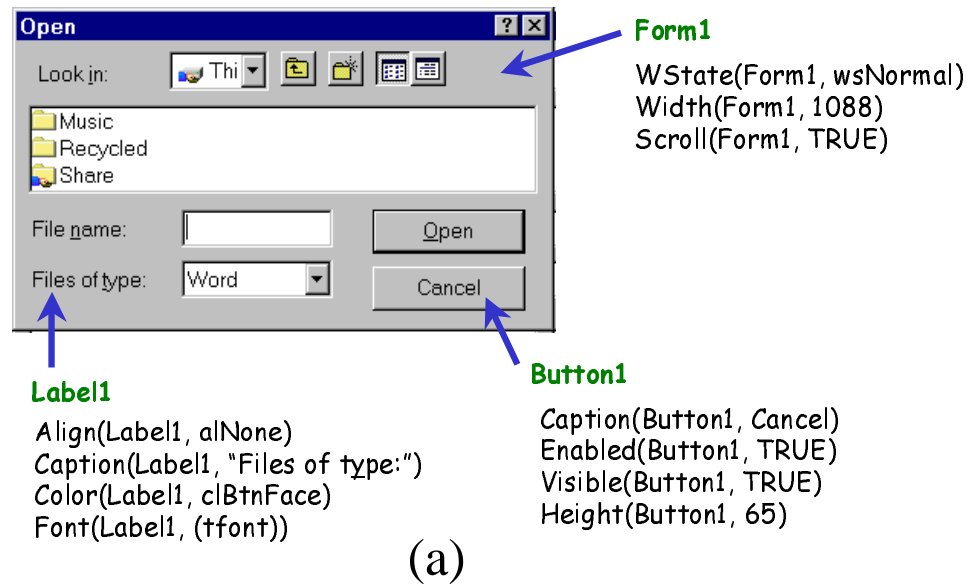 Open
Look in:
Thi
Music
Recycled
Share
File name:
Open
Files of type:
Word
Cancel
Form1
WState(Form1, wsNormal)
Width(Form1, 1088)
Scroll(Form1, TRUE)
Label1
Align(Label1, alNone)
Caption(Label1, “Files of type:”)
Color(Label1, clBtnFace)
Font(Label1, (tfont))
Button1
Caption(Button1, Cancel)
Enabled(Button1, TRUE)
Visible(Button1, TRUE)
Height(Button1, 65)
(a)